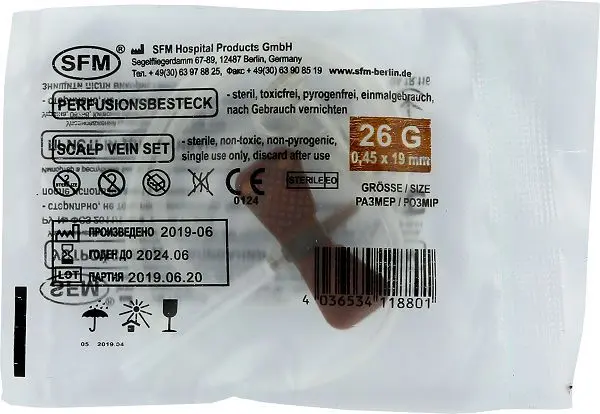 SFM®
SFM Hospital Products GmbH
Segelfliegerdamm 67-89, 12487 Berlin, Germany
Тел. +49(30) 63 97 88 25, Факс +49(30) 63 90 85 19 www.sfm-berlin.de
PERFUSIONSBESTECK
- steril, toxicfrei, pyrogenfrei, einmalgebrauch,
nach Gebrauch vernichten
SCALP VEIN SET
- sterile, non-toxic, non-pyrogenic,
single use only, discard after use
26 G
0,45 x 19 mm
CE
0124
STERILE EO
GRÖSSE / SIZE
РАЗМЕР / РОЗМІР
ПРОИЗВЕДЕНО 2019-06
ГОДЕН ДО 2024.06
LOT ПАРТИЯ 2019.06.20
4 036534 118801
05 2019.04